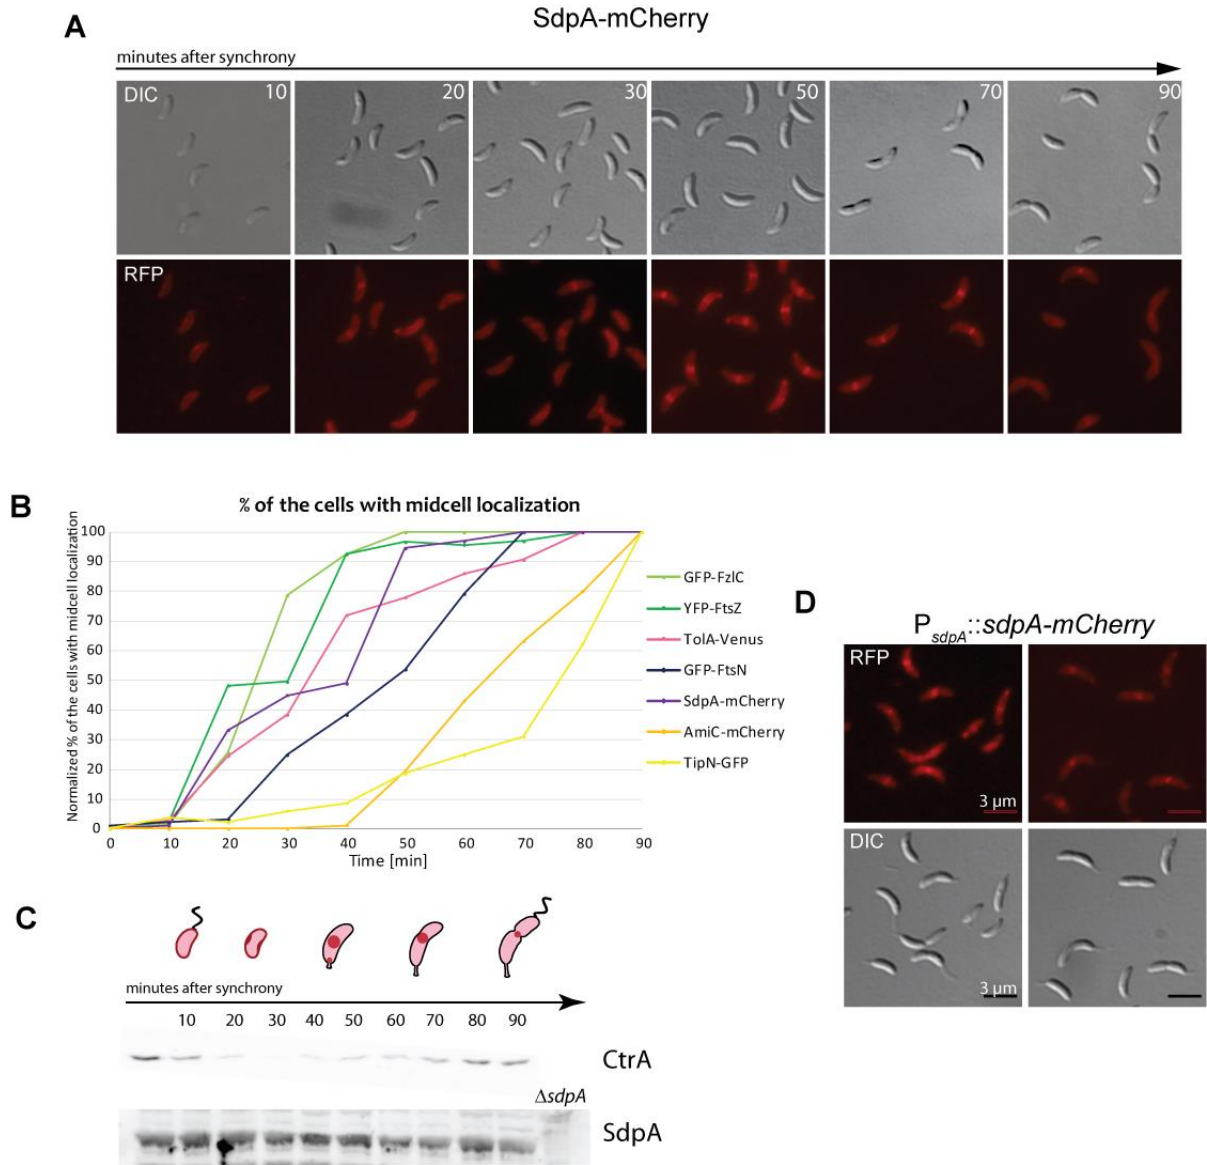 SdpA-mCherry
A
minutes after synchrony
DIC 10 20 30 50 70 90
RFP
B
% of the cells with midcell localization
Normalized % of the cells with midcell localization
100
90
80
70
60
50
40
30
20
10
0
0 10 20 30 40 50 60 70 80 90
Time [min]
GFP-FzlC
YFP-FtsZ
TolA-Venus
GFP-FtsN
SdpA-mCherry
AmiC-mCherry
TipN-GFP
C
minutes after synchrony
10 20 30 40 50 60 70 80 90
CtrA
ΔsdpA
SdpA
D
PsdpA::sdpA-mCherry
RFP
3 µm
DIC
3 µm